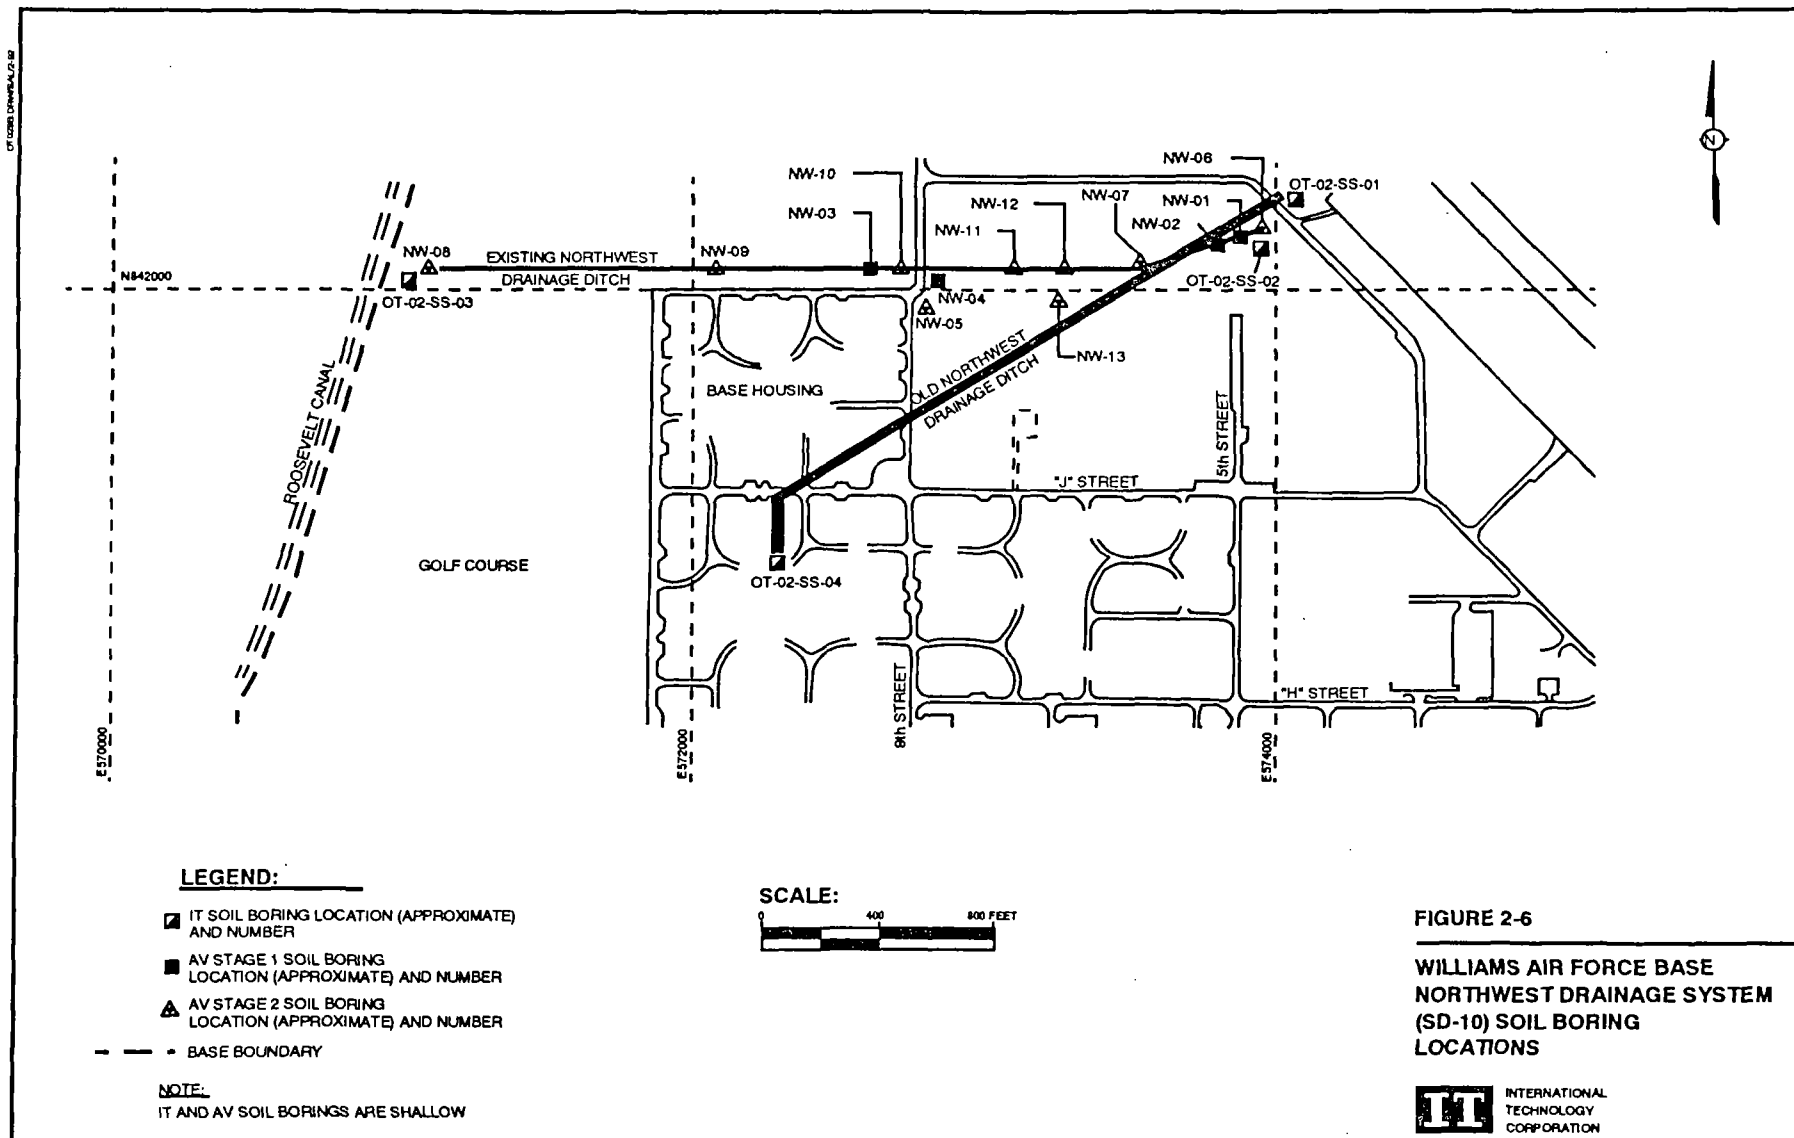 NW-06
NW-10
OT-02-SS-01
NW-07
NW-01
NW-12
NW-03
NW-02
NW-11
NW-08
EXISTING NORTHWEST
NW-09
N842000
DRAINAGE DITCH
OT-02-SS-02
OT-02-SS-03
NW-04
NW-05
NW-13
OLD NORTHWEST
DRAINAGE DITCH
BASE HOUSING
ROOSEVELT CANAL
5th STREET
"J" STREET
GOLF COURSE
OT-02-SS-04
"H" STREET
9th STREET
E570000
E572000
E574000
LEGEND:
IT SOIL BORING LOCATION (APPROXIMATE)
AND NUMBER
AV STAGE 1 SOIL BORING
LOCATION (APPROXIMATE) AND NUMBER
AV STAGE 2 SOIL BORING
LOCATION (APPROXIMATE) AND NUMBER
BASE BOUNDARY
NOTE:
IT AND AV SOIL BORINGS ARE SHALLOW
SCALE:
0 400 800 FEET
N
FIGURE 2-6
WILLIAMS AIR FORCE BASE
NORTHWEST DRAINAGE SYSTEM
(SD-10) SOIL BORING
LOCATIONS
IT
INTERNATIONAL
TECHNOLOGY
CORPORATION